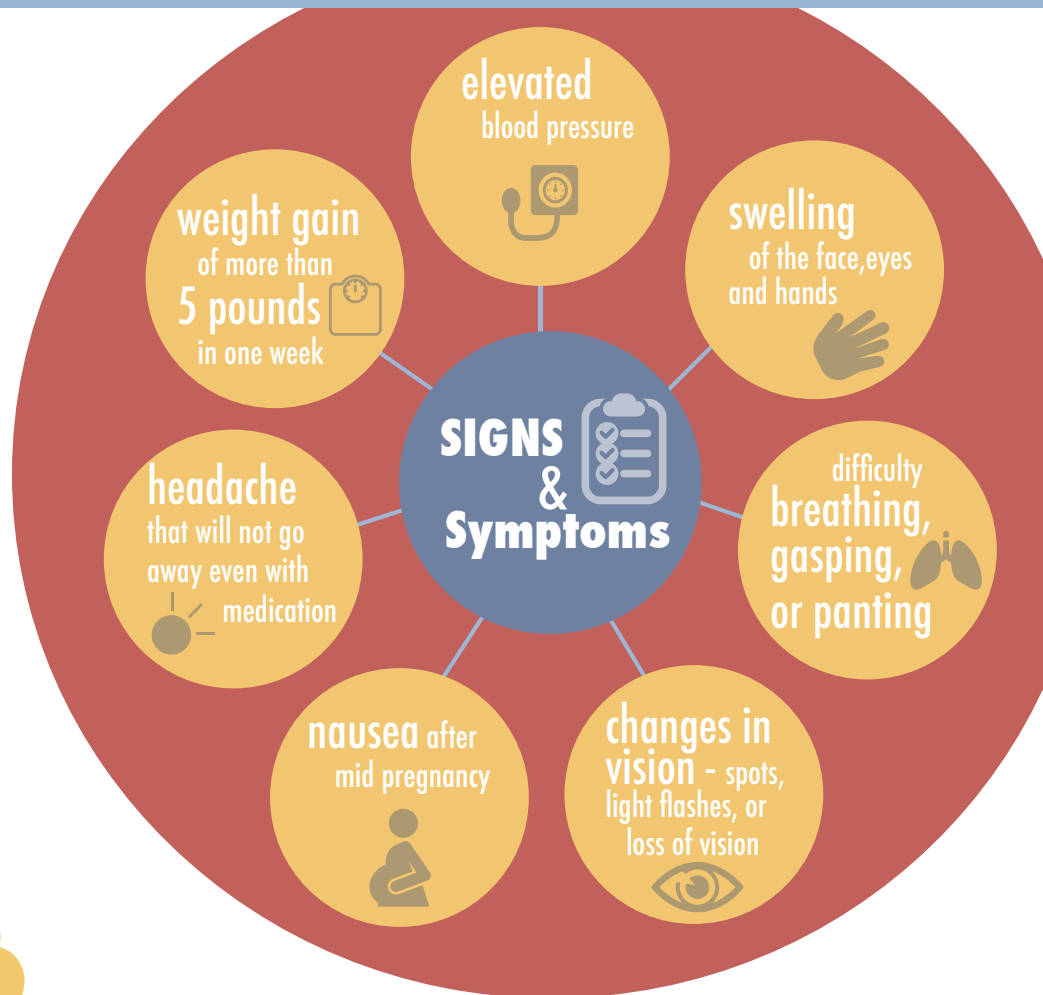 elevated
blood pressure
swelling
of the face,eyes
and hands
difficulty
breathing,
gasping,
or panting
changes in
vision - spots,
light flashes, or
loss of vision
nausea after
mid pregnancy
headache
that will not go
away even with
medication
weight gain
of more than
5 pounds
in one week
SIGNS
&
Symptoms